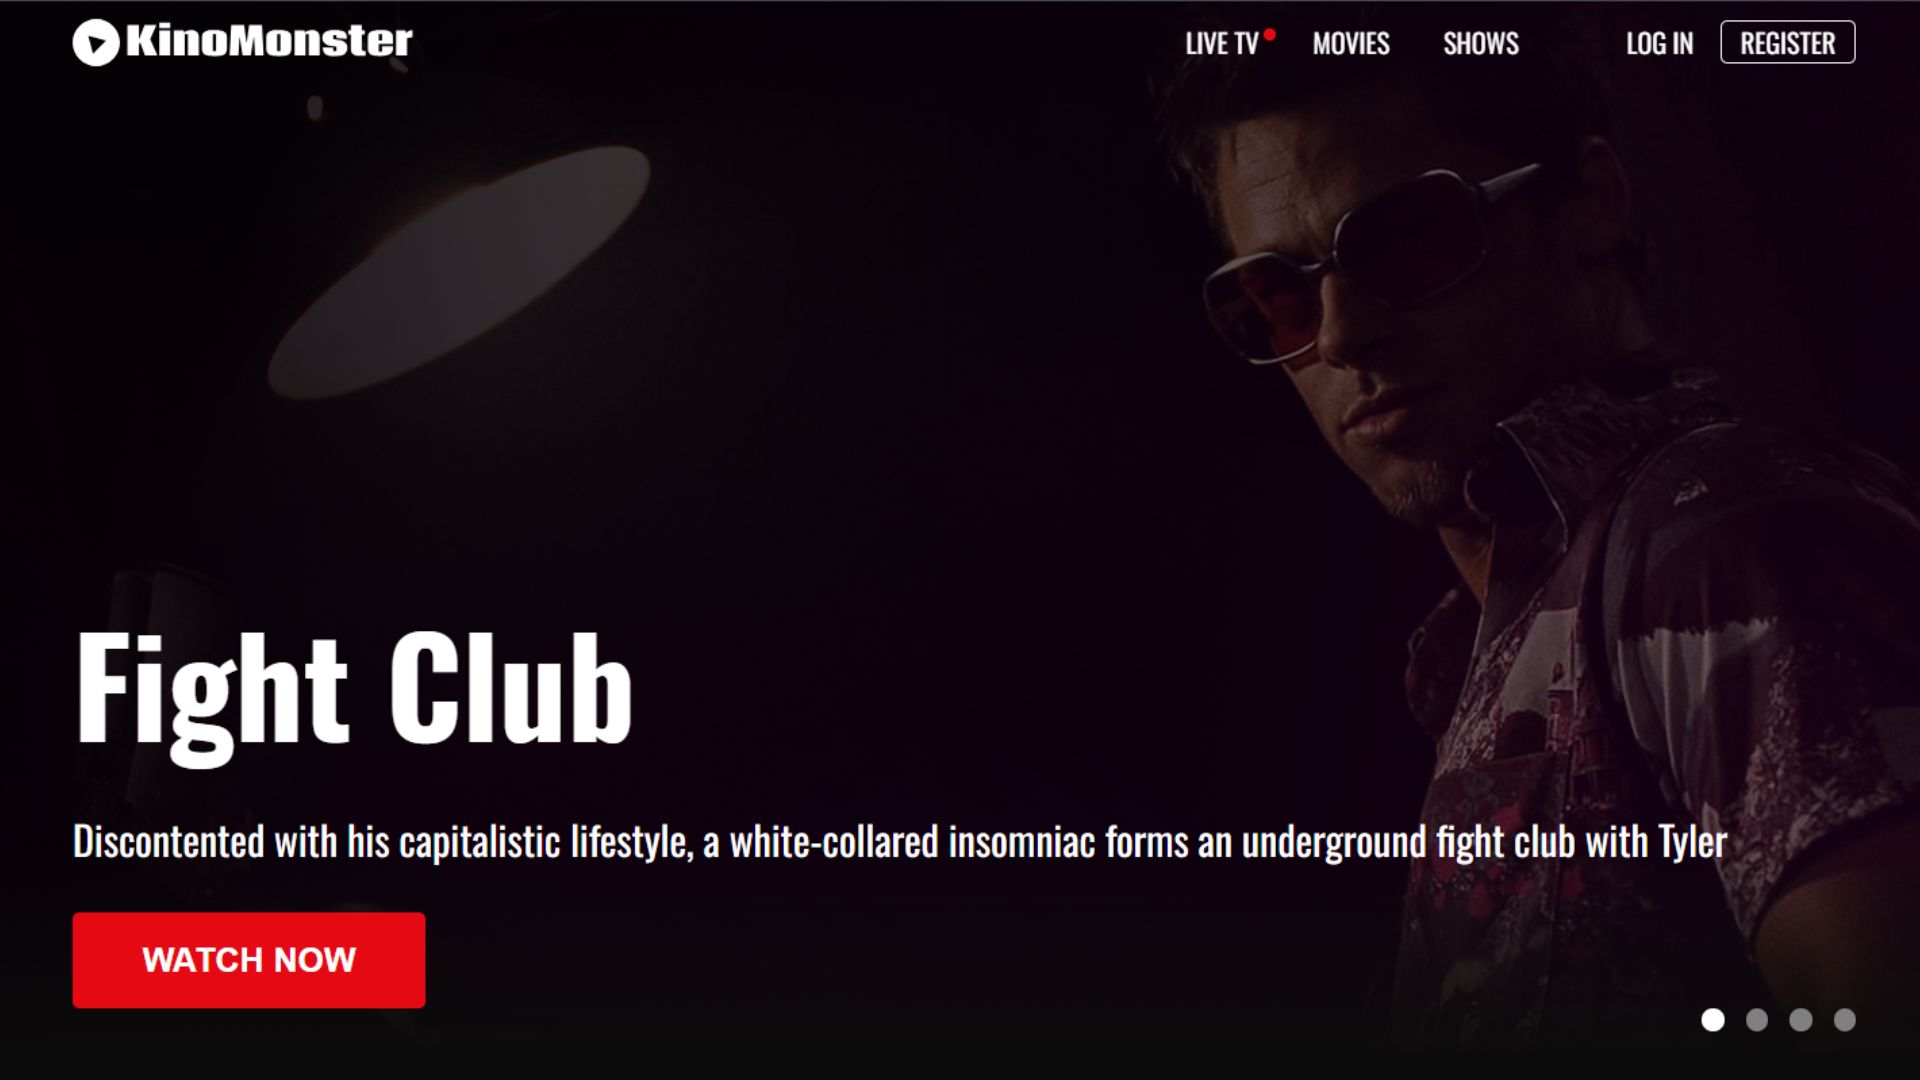 KinoMonster
LIVE TV
MOVIES
SHOWS
LOG IN
REGISTER
Fight Club
Discontented with his capitalistic lifestyle, a white-collared insomniac forms an underground fight club with Tyler
WATCH NOW